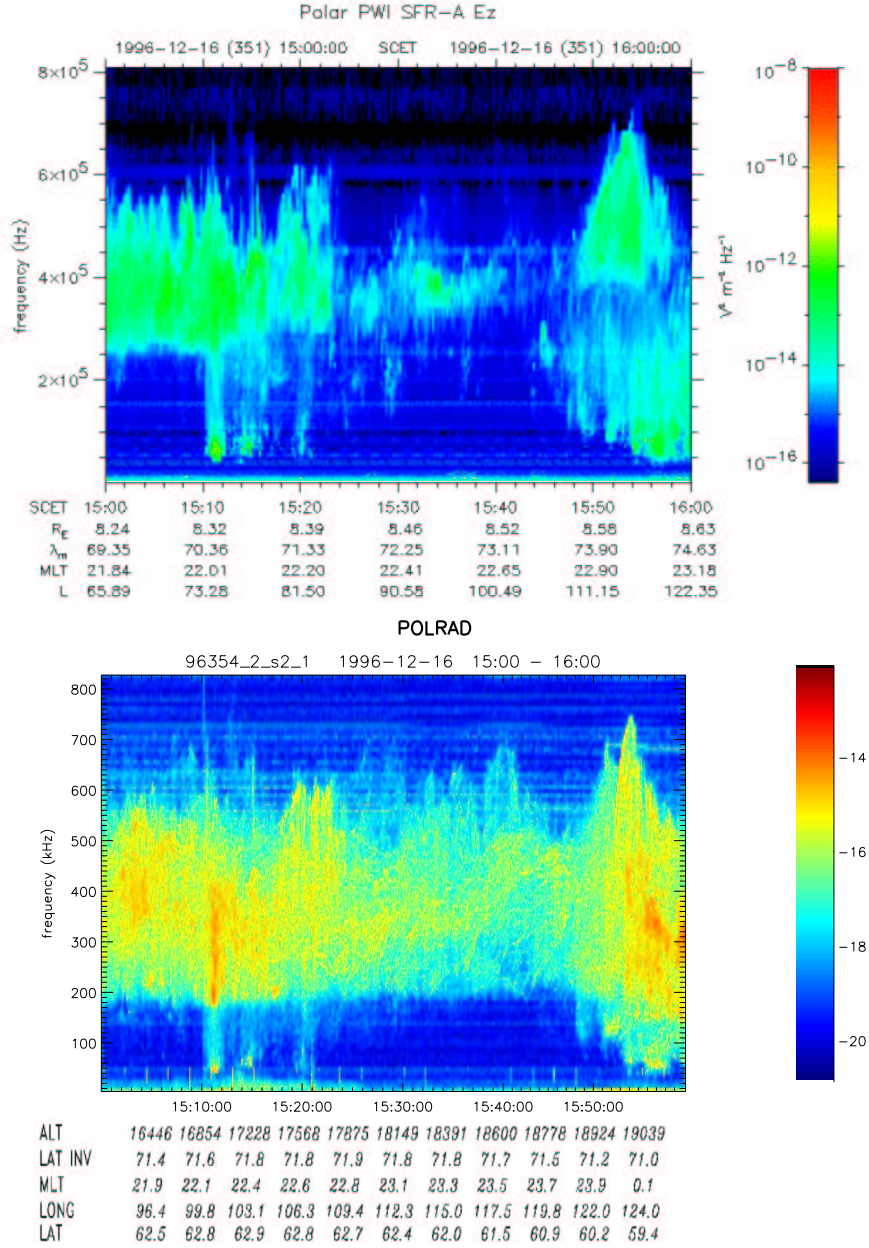 Polar PWI SFR-A Ez
1996-12-16 (351) 15:00:00 SCET 1996-12-16 (351) 16:00:00
8×10⁵
6×10⁵
4×10⁵
2×10⁵
frequency (Hz)
10⁻⁸
10⁻¹⁰
10⁻¹²
10⁻¹⁴
10⁻¹⁶
V² m⁻² Hz⁻¹
SCET 15:00 15:10 15:20 15:30 15:40 15:50 16:00
R_E 8.24 8.32 8.39 8.46 8.52 8.58 8.63
λ_m 69.35 70.36 71.33 72.25 73.11 73.90 74.63
MLT 21.84 22.01 22.20 22.41 22.65 22.90 23.18
L 65.89 73.28 81.50 90.58 100.49 111.15 122.35
POLRAD
96354_2_s2_1 1996-12-16 15:00 - 16:00
800
700
600
500
400
300
200
100
frequency (kHz)
-14
-16
-18
-20
15:10:00 15:20:00 15:30:00 15:40:00 15:50:00
ALT 16446 16854 17228 17568 17875 18149 18391 18600 18778 18924 19039
LAT INV 71.4 71.6 71.8 71.8 71.9 71.8 71.8 71.7 71.5 71.2 71.0
MLT 21.9 22.1 22.4 22.6 22.8 23.1 23.3 23.5 23.7 23.9 0.1
LONG 96.4 99.8 103.1 106.3 109.4 112.3 115.0 117.5 119.8 122.0 124.0
LAT 62.5 62.8 62.9 62.8 62.7 62.4 62.0 61.5 60.9 60.2 59.4